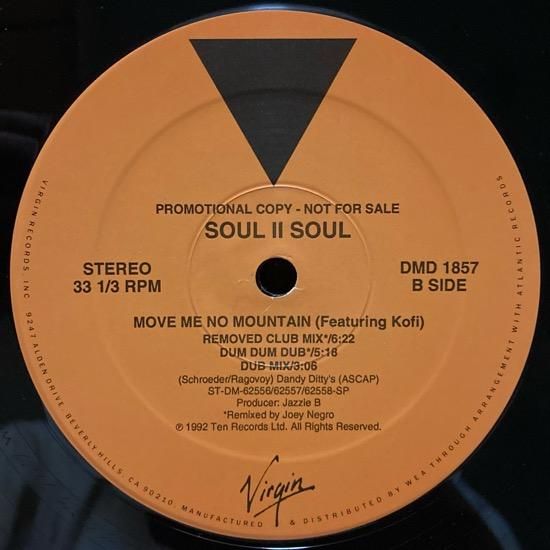 PROMOTIONAL COPY - NOT FOR SALE
SOUL II SOUL
STEREO
33 1/3 RPM
DMD 1857
B SIDE
MOVE ME NO MOUNTAIN (Featuring Kofi)
REMOVED CLUB MIX*/6:22
DUM DUM DUB*/5:16
DUB MIX/3:06
(Schroeder/Ragovoy) Dandy Ditty's (ASCAP)
ST-DM-62556/62557/62558-SP
Producer: Jazzie B
*Remixed by Joey Negro
℗ 1992 Ten Records Ltd. All Rights Reserved.
Virgin
VIRGIN RECORDS, INC. 9247 ALDEN DRIVE, BEVERLY HILLS, CA 90210. MANUFACTURED & DISTRIBUTED BY WEA THROUGH ARRANGEMENT WITH ATLANTIC RECORDS